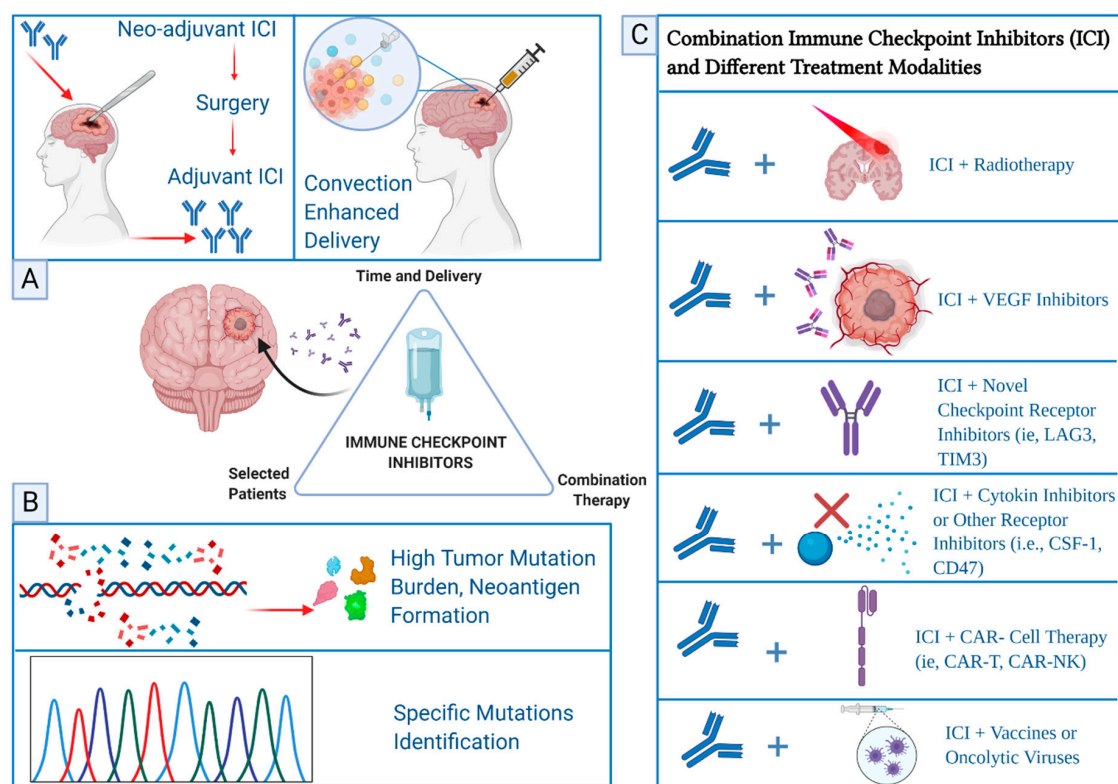 Neo-adjuvant ICI
Surgery
Adjuvant ICI
Convection
Enhanced
Delivery
A
Time and Delivery
IMMUNE CHECKPOINT
INHIBITORS
Selected
Patients
Combination
Therapy
B
High Tumor Mutation
Burden, Neoantigen
Formation
Specific Mutations
Identification
C
Combination Immune Checkpoint Inhibitors (ICI)
and Different Treatment Modalities
ICI + Radiotherapy
+
ICI + VEGF Inhibitors
+
ICI + Novel
Checkpoint Receptor
Inhibitors (ie, LAG3,
TIM3)
+
ICI + Cytokin Inhibitors
or Other Receptor
Inhibitors (i.e., CSF-1,
CD47)
+
ICI + CAR- Cell Therapy
(ie, CAR-T, CAR-NK)
+
ICI + Vaccines or
Oncolytic Viruses
+